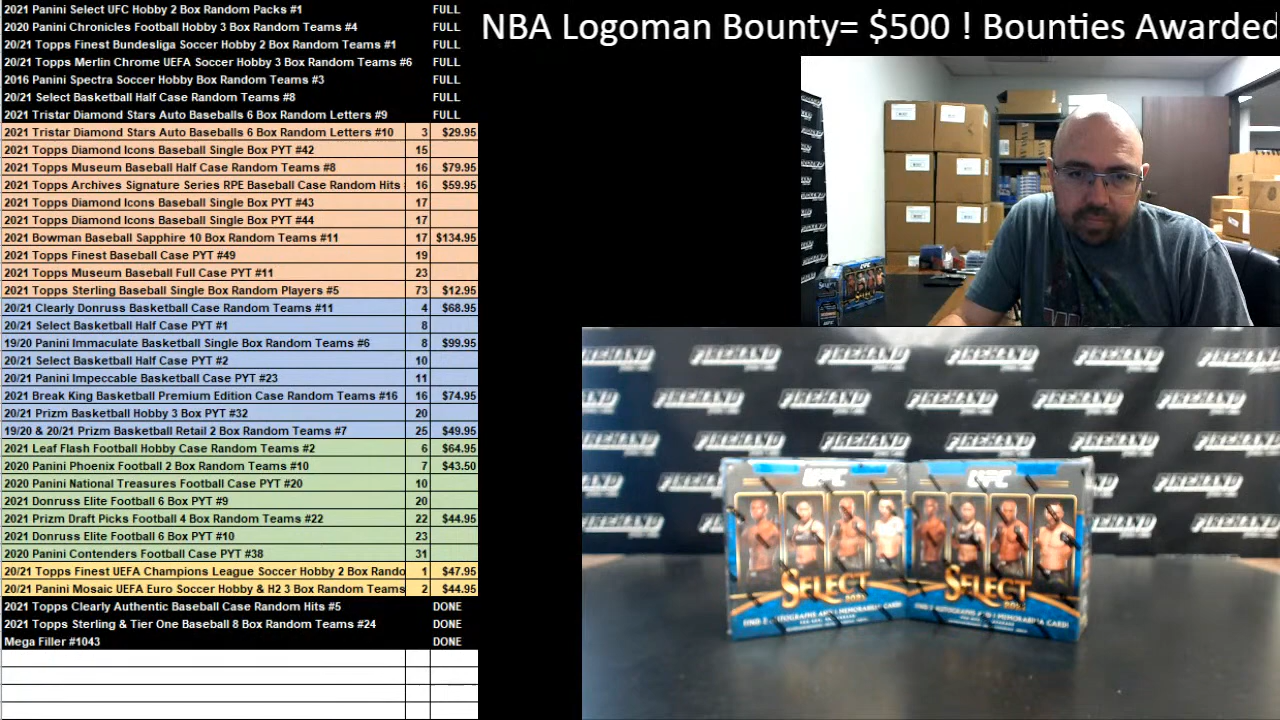 2021 Panini Select UFC Hobby 2 Box Random Packs #1 FULL
2020 Panini Chronicles Football Hobby 3 Box Random Teams #4 FULL
20/21 Topps Finest Bundesliga Soccer Hobby 2 Box Random Teams #1 FULL
20/21 Topps Merlin Chrome UEFA Soccer Hobby 3 Box Random Teams #6 FULL
2016 Panini Spectra Soccer Hobby Box Random Teams #3 FULL
20/21 Select Basketball Half Case Random Teams #8 FULL
2021 Tristar Diamond Stars Auto Baseballs 6 Box Random Letters #9 FULL
2021 Tristar Diamond Stars Auto Baseballs 6 Box Random Letters #10 3 $29.95
2021 Topps Diamond Icons Baseball Single Box PYT #42 15
2021 Topps Museum Baseball Half Case Random Teams #8 16 $79.95
2021 Topps Archives Signature Series RPE Baseball Case Random Hits 16 $59.95
2021 Topps Diamond Icons Baseball Single Box PYT #43 17
2021 Topps Diamond Icons Baseball Single Box PYT #44 17
2021 Bowman Baseball Sapphire 10 Box Random Teams #11 17 $134.95
2021 Topps Finest Baseball Case PYT #49 19
2021 Topps Museum Baseball Full Case PYT #11 23
2021 Topps Sterling Baseball Single Box Random Players #5 73 $12.95
20/21 Clearly Donruss Basketball Case Random Teams #11 4 $68.95
20/21 Select Basketball Half Case PYT #1 8
19/20 Panini Immaculate Basketball Single Box Random Teams #6 8 $99.95
20/21 Select Basketball Half Case PYT #2 10
20/21 Panini Impeccable Basketball Case PYT #23 11
2021 Break King Basketball Premium Edition Case Random Teams #16 16 $74.95
20/21 Prizm Basketball Hobby 3 Box PYT #32 20
19/20 & 20/21 Prizm Basketball Retail 2 Box Random Teams #7 25 $49.95
2021 Leaf Flash Football Hobby Case Random Teams #2 6 $64.95
2020 Panini Phoenix Football 2 Box Random Teams #10 7 $43.50
2020 Panini National Treasures Football Case PYT #20 10
2021 Donruss Elite Football 6 Box PYT #9 20
2021 Prizm Draft Picks Football 4 Box Random Teams #22 22 $44.95
2021 Donruss Elite Football 6 Box PYT #10 23
2020 Panini Contenders Football Case PYT #38 31
20/21 Topps Finest UEFA Champions League Soccer Hobby 2 Box Rando 1 $47.95
20/21 Panini Mosaic UEFA Euro Soccer Hobby & H2 3 Box Random Teams 2 $44.95
2021 Topps Clearly Authentic Baseball Case Random Hits #5 DONE
2021 Topps Sterling & Tier One Baseball 8 Box Random Teams #24 DONE
Mega Filler #1043 DONE
NBA Logoman Bounty= $500 ! Bounties Awarded
FIREHAND
UFC
SELECT
2021
UFC
SELECT
2021